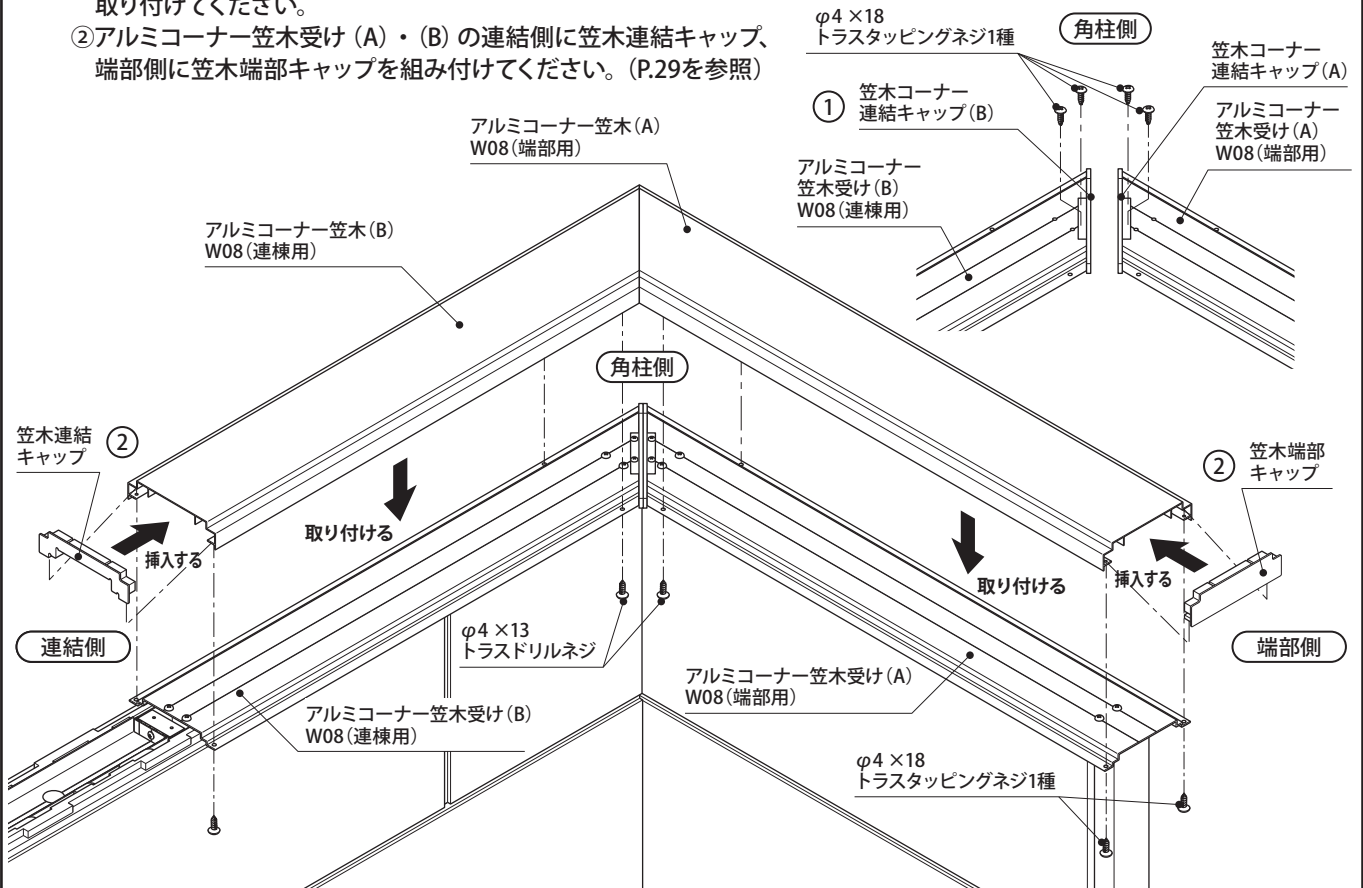 取り付けてください。
②アルミコーナー笠木受け（A）・（B）の連結側に笠木連結キャップ、
端部側に笠木端部キャップを組み付けてください。（P.29を参照）
φ4 ×18
トラスタッピングネジ1種
角柱側
笠木コーナー
連結キャップ（A）
①
笠木コーナー
連結キャップ（B）
アルミコーナー
笠木受け（A）
W08（端部用）
アルミコーナー
笠木受け（B）
W08（連棟用）
アルミコーナー笠木（A）
W08（端部用）
アルミコーナー笠木（B）
W08（連棟用）
角柱側
笠木連結
キャップ
②
②
笠木端部
キャップ
取り付ける
挿入する
取り付ける
挿入する
連結側
端部側
φ4 ×13
トラスドリルネジ
アルミコーナー笠木受け（A）
W08（端部用）
アルミコーナー笠木受け（B）
W08（連棟用）
φ4 ×18
トラスタッピングネジ1種